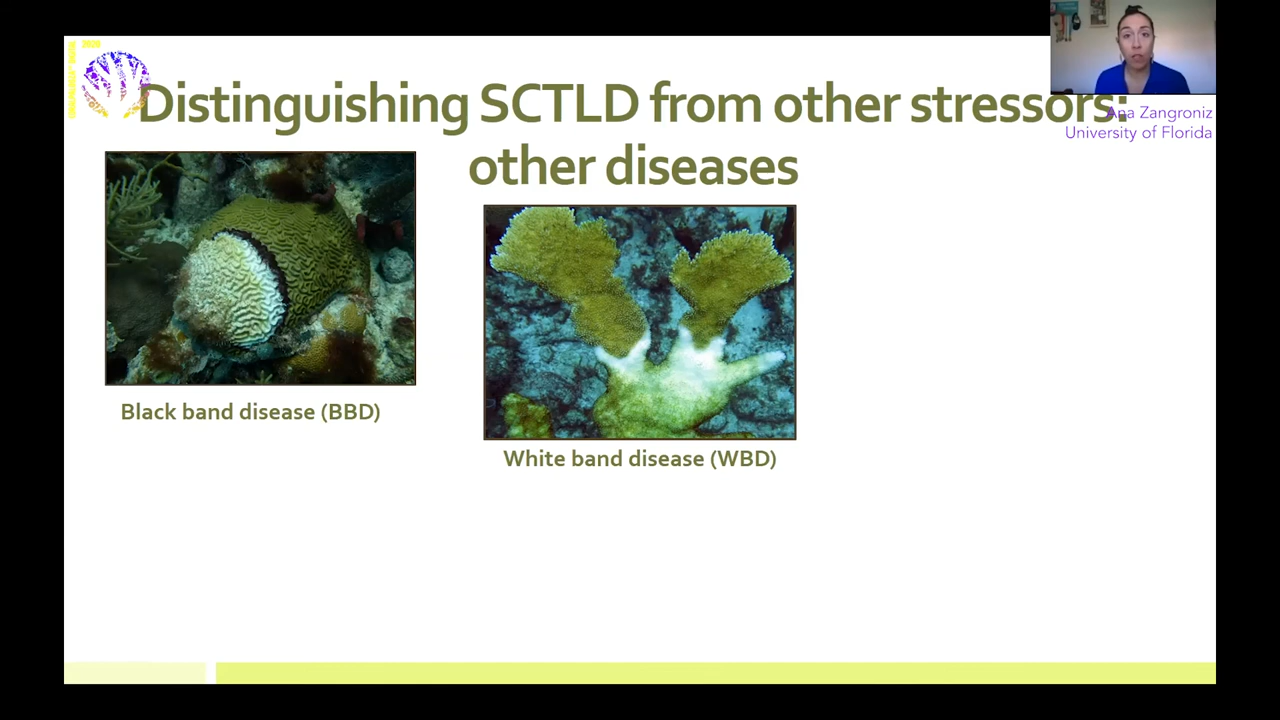 2020
Distinguishing SCTLD from other stressors:
other diseases
Ana Zangroniz
University of Florida
Black band disease (BBD)
White band disease (WBD)